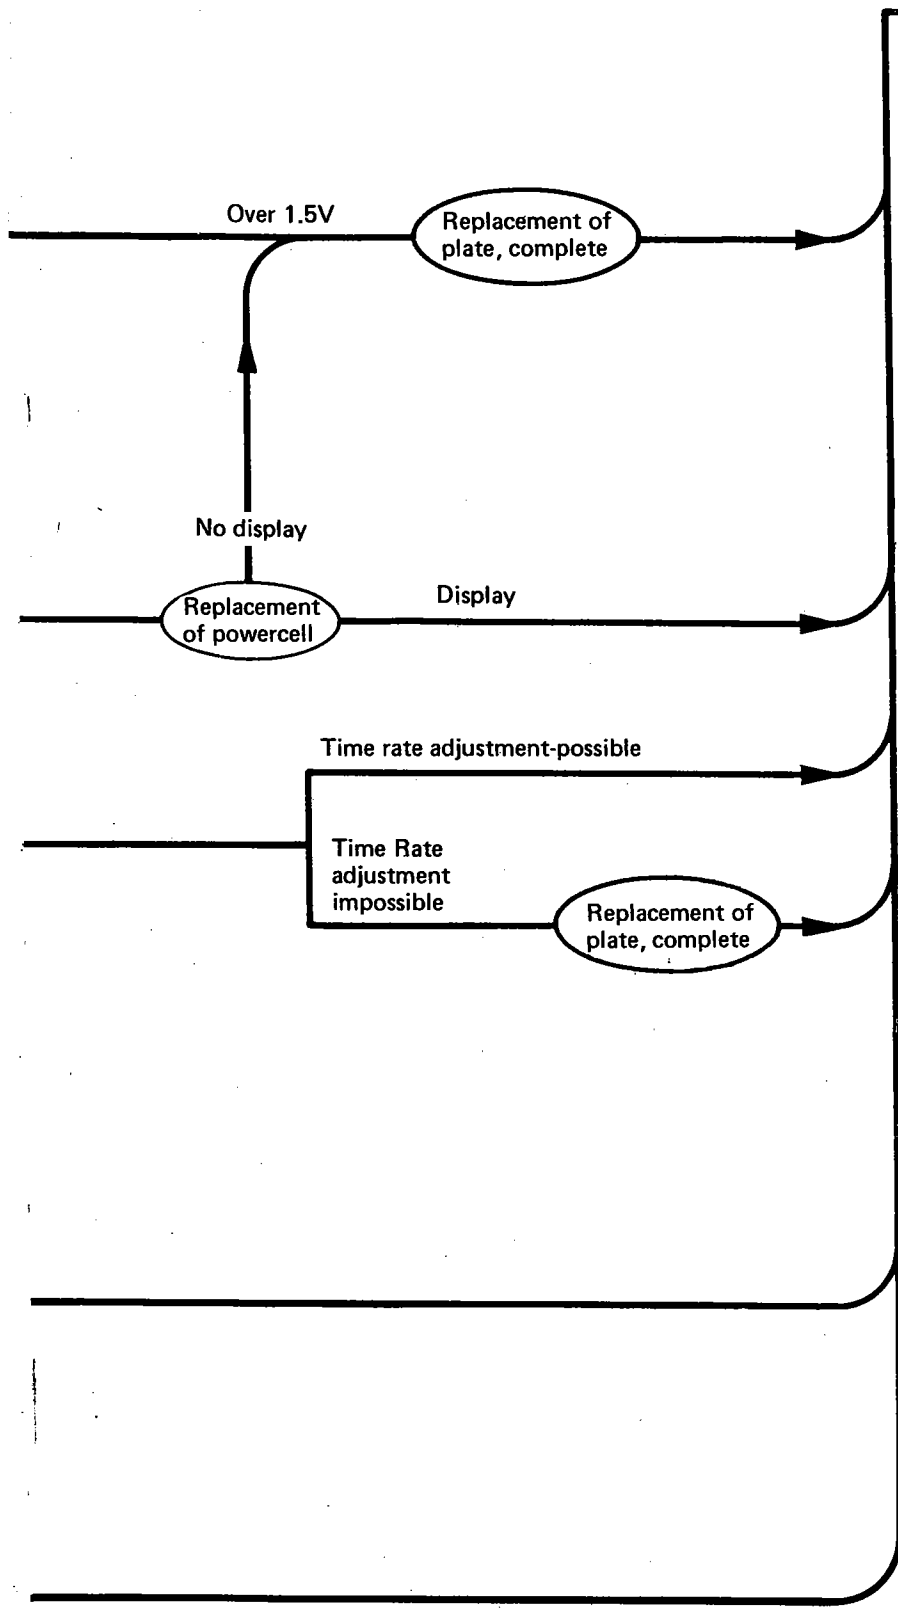 Over 1.5V
Replacement of
plate, complete
No display
Replacement
of powercell
Display
Time rate adjustment-possible
Time Rate
adjustment
impossible
Replacement of
plate, complete